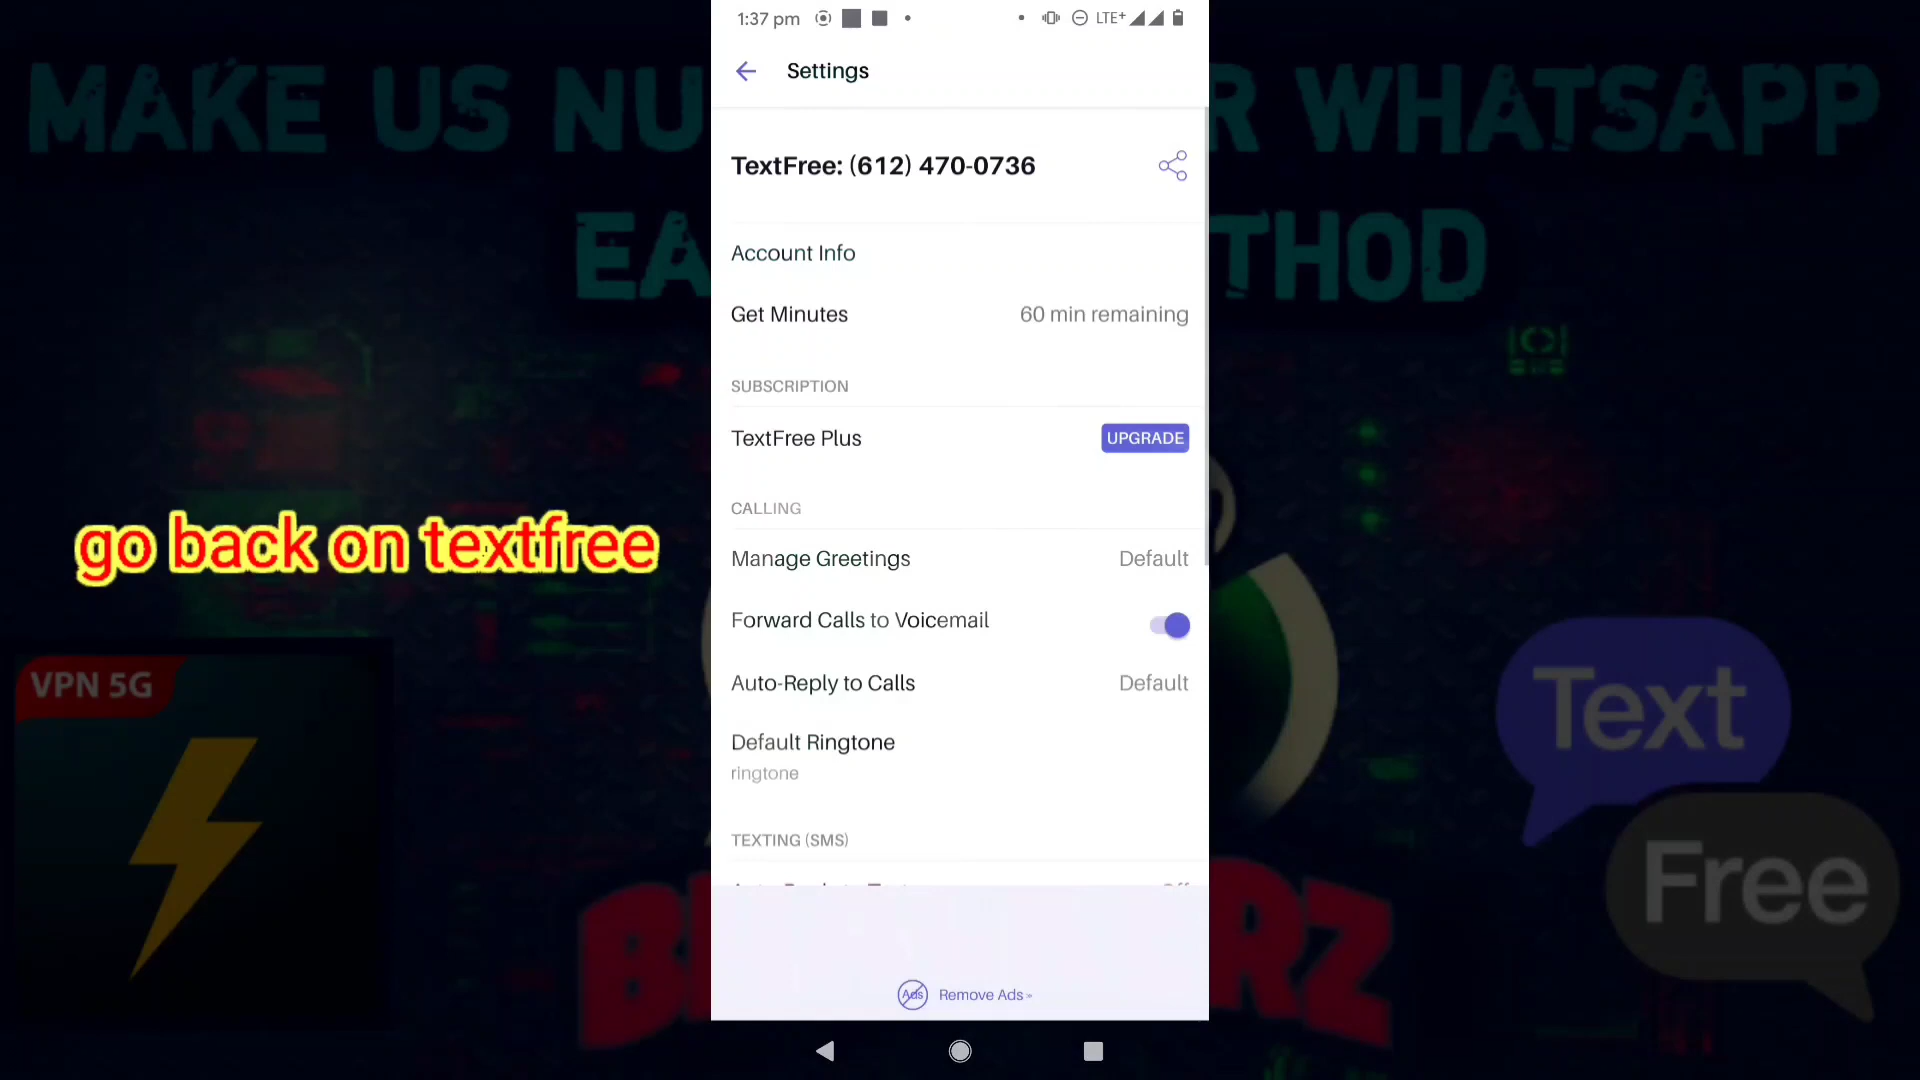 1:37 pm
LTE+
Settings
MAKE US NU
R WHATSAPP
TextFree: (612) 470-0736
EA
THOD
Account Info
Get Minutes 60 min remaining
SUBSCRIPTION
TextFree Plus UPGRADE
CALLING
go back on textfree
Manage Greetings Default
Forward Calls to Voicemail
VPN 5G
Auto-Reply to Calls Default
Text
Default Ringtone
ringtone
TEXTING (SMS)
Free
B
RZ
Ads Remove Ads »